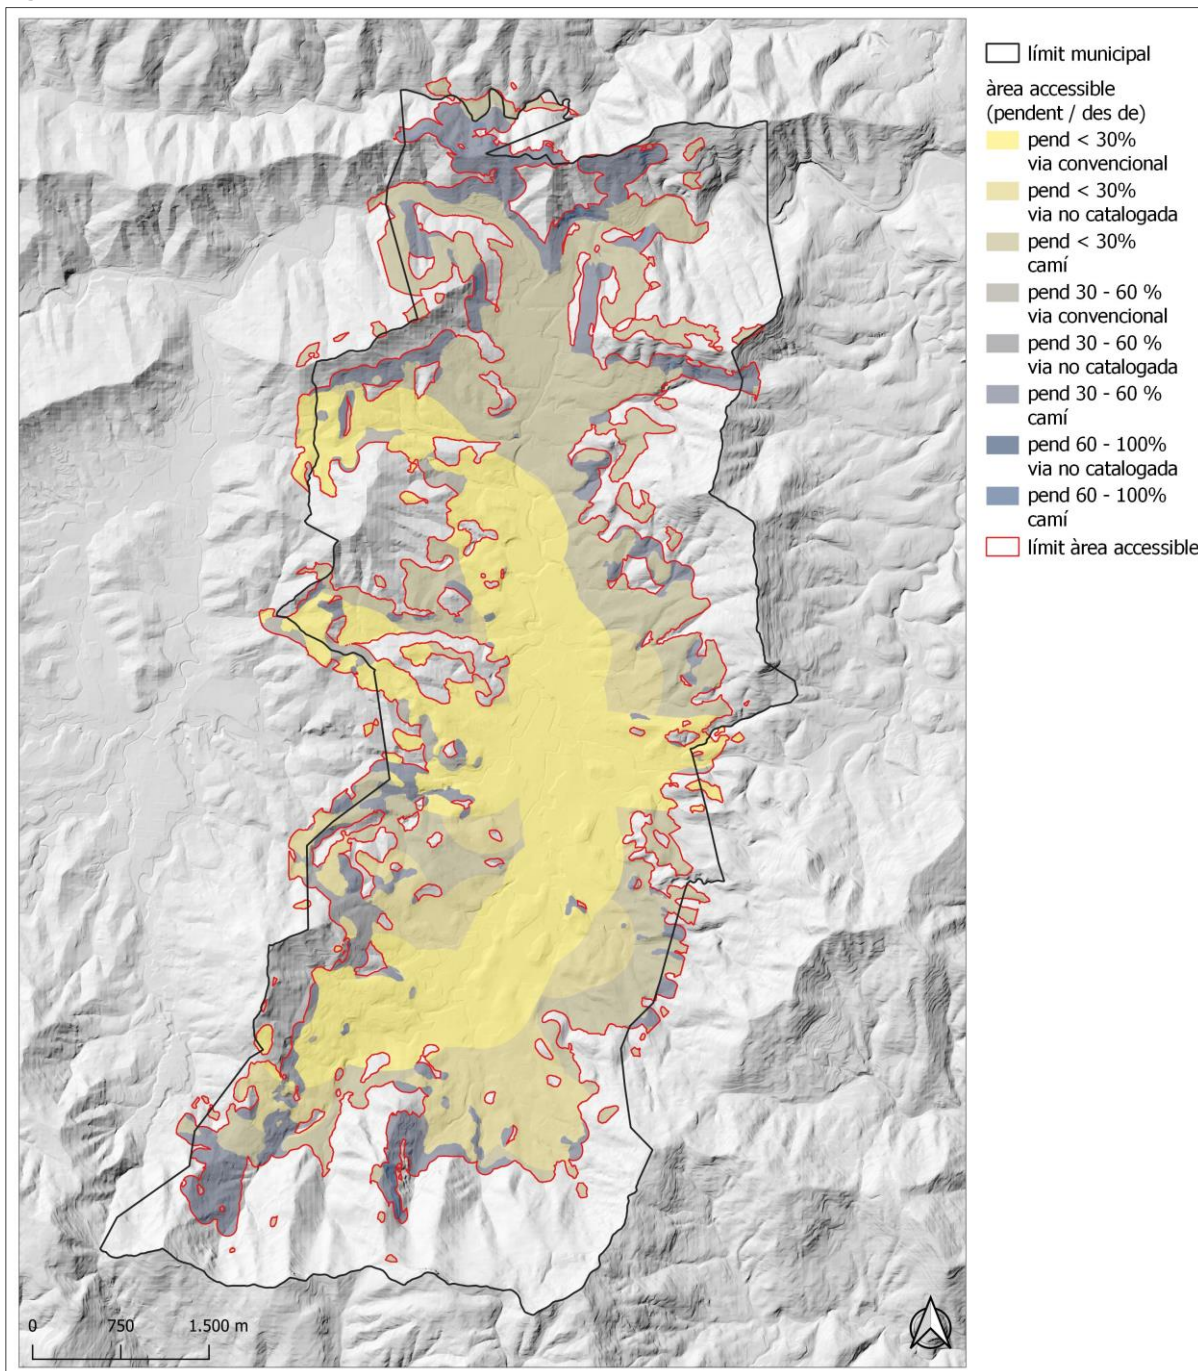 límit municipal
àrea accessible
(pendent / des de)
pend < 30%
via convencional
pend < 30%
via no catalogada
pend < 30%
camí
pend 30 - 60 %
via convencional
pend 30 - 60 %
via no catalogada
pend 30 - 60 %
camí
pend 60 - 100%
via no catalogada
pend 60 - 100%
camí
límit àrea accessible
0 750 1.500 m